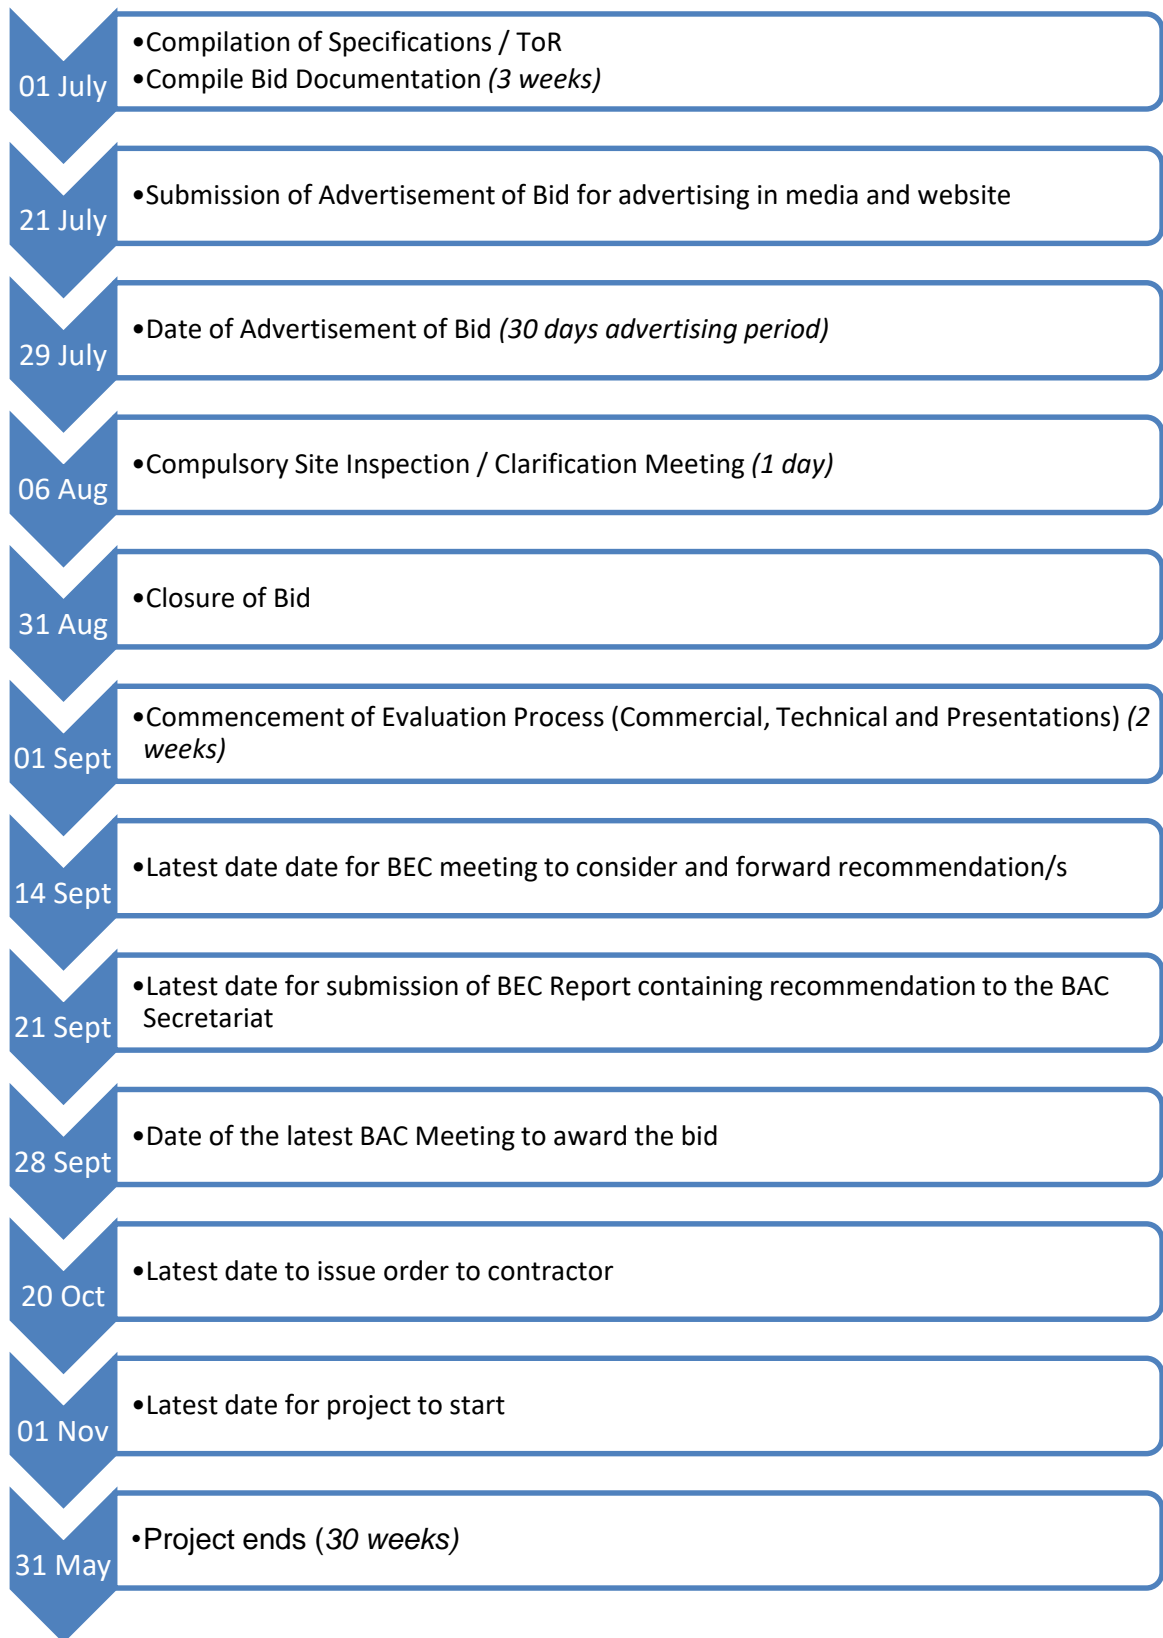 01 July
•Compilation of Specifications / ToR
•Compile Bid Documentation (3 weeks)
21 July
•Submission of Advertisement of Bid for advertising in media and website
29 July
•Date of Advertisement of Bid (30 days advertising period)
06 Aug
•Compulsory Site Inspection / Clarification Meeting (1 day)
31 Aug
•Closure of Bid
01 Sept
•Commencement of Evaluation Process (Commercial, Technical and Presentations) (2
weeks)
14 Sept
•Latest date date for BEC meeting to consider and forward recommendation/s
21 Sept
•Latest date for submission of BEC Report containing recommendation to the BAC
Secretariat
28 Sept
•Date of the latest BAC Meeting to award the bid
20 Oct
•Latest date to issue order to contractor
01 Nov
•Latest date for project to start
31 May
•Project ends (30 weeks)